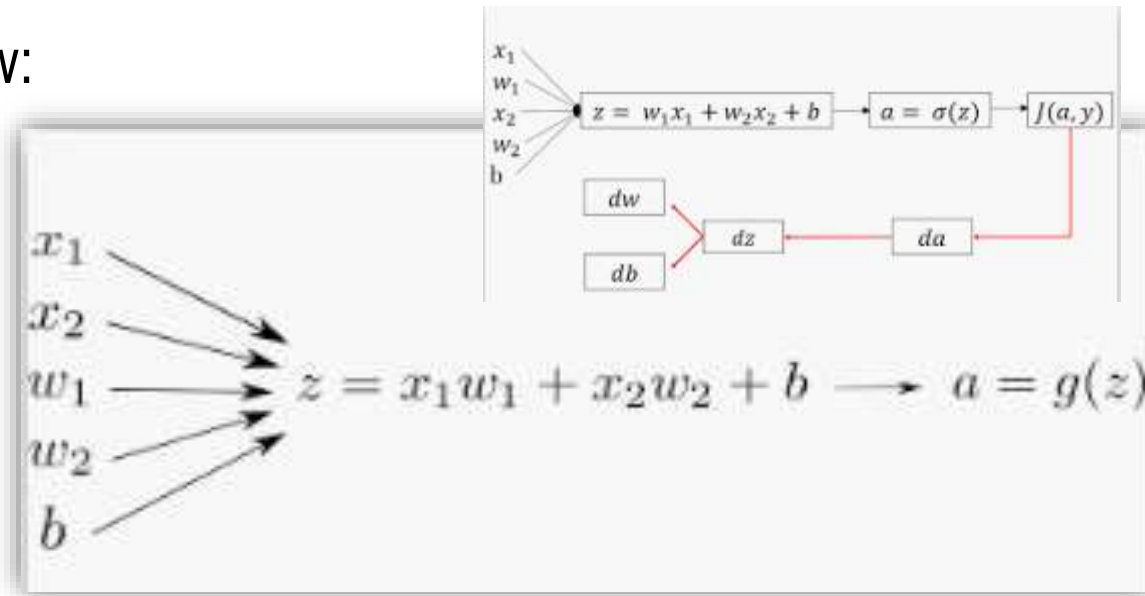 w:
x₁
w₁
x₂
w₂
b
z = w₁x₁ + w₂x₂ + b
a = σ(z)
J(a, y)
dw
dz
da
db
x₁
x₂
w₁
w₂
b
z = x₁w₁ + x₂w₂ + b
a = g(z)